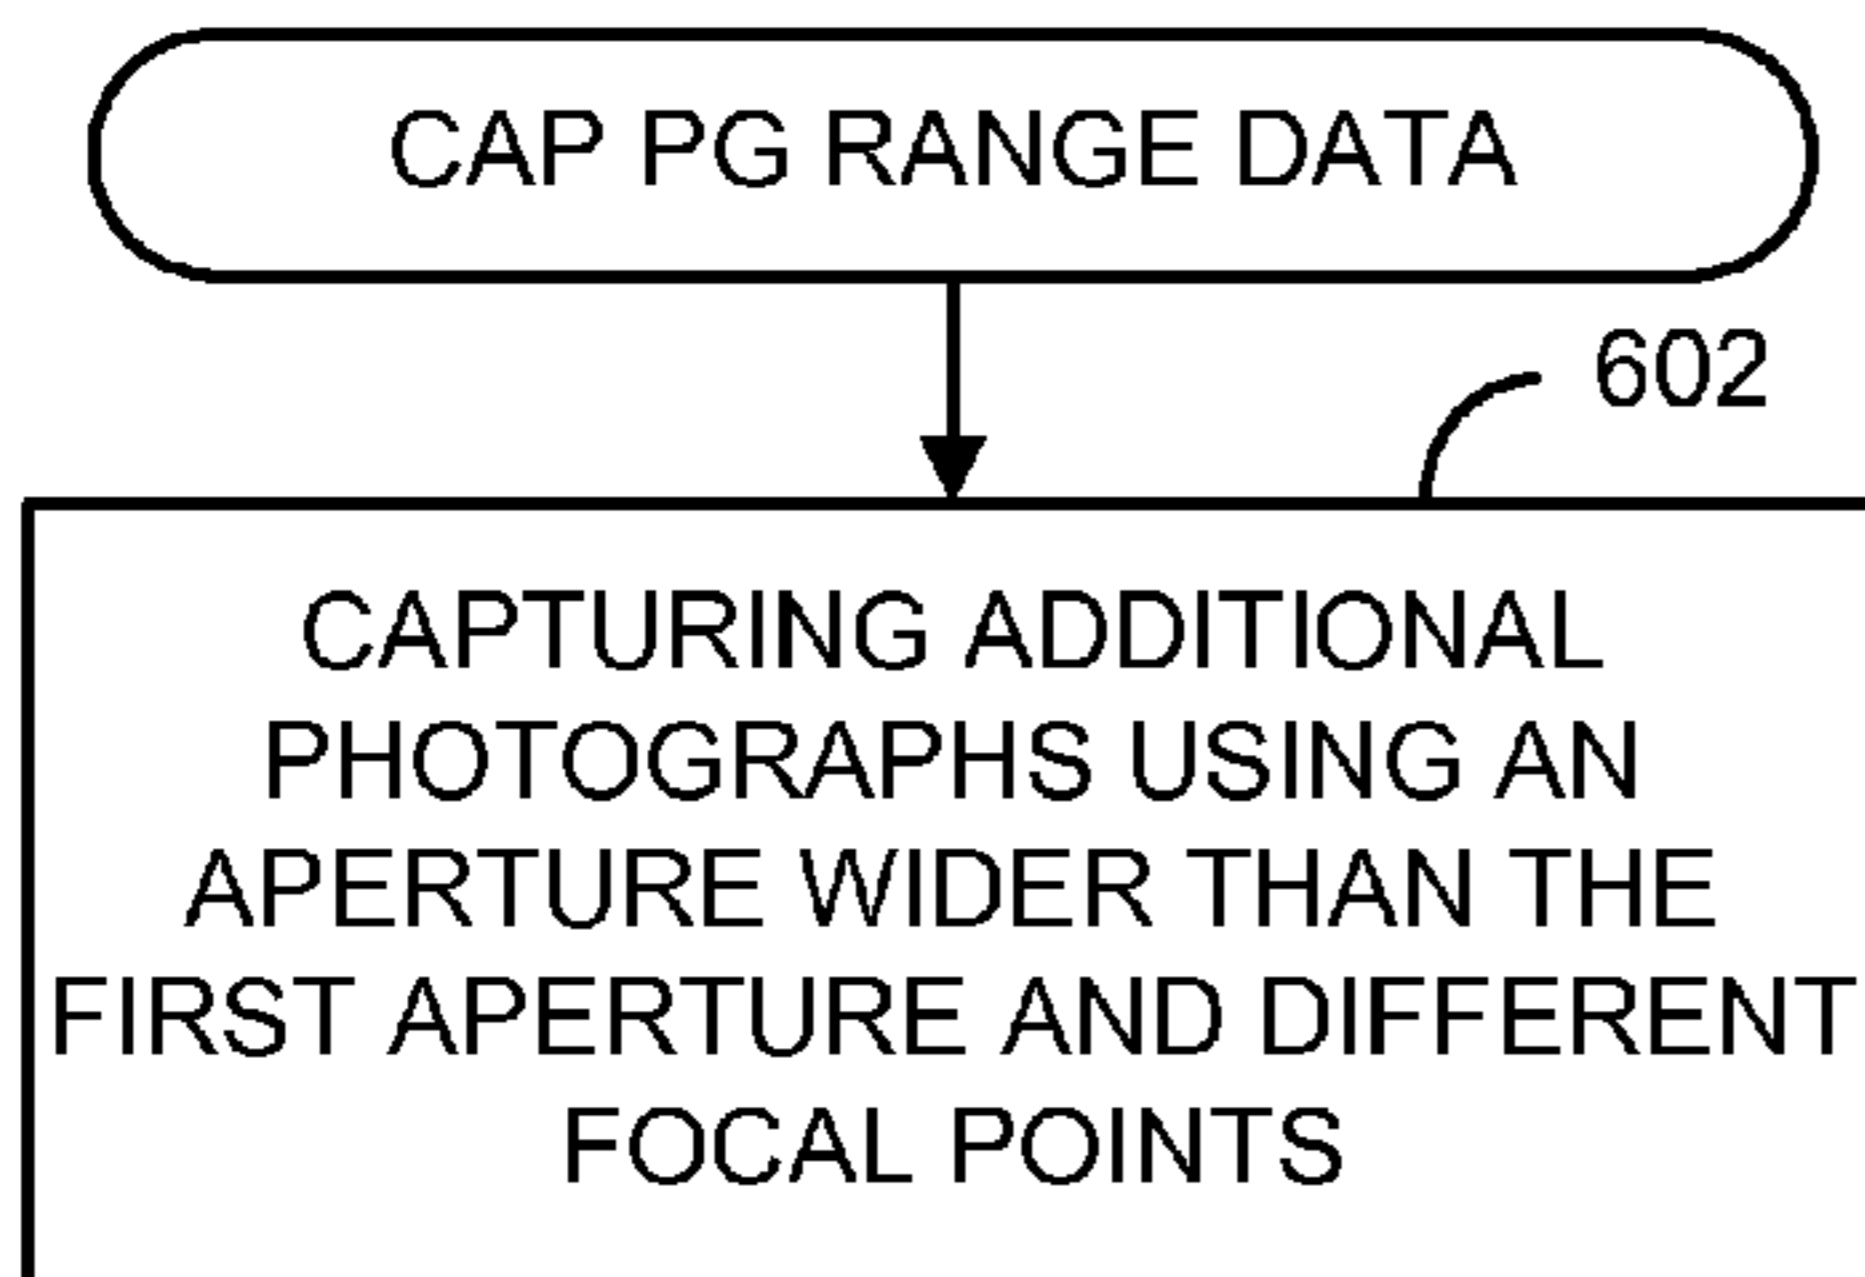 CAP PG RANGE DATA
602
CAPTURING ADDITIONAL
PHOTOGRAPHS USING AN
APERTURE WIDER THAN THE
FIRST APERTURE AND DIFFERENT
FOCAL POINTS